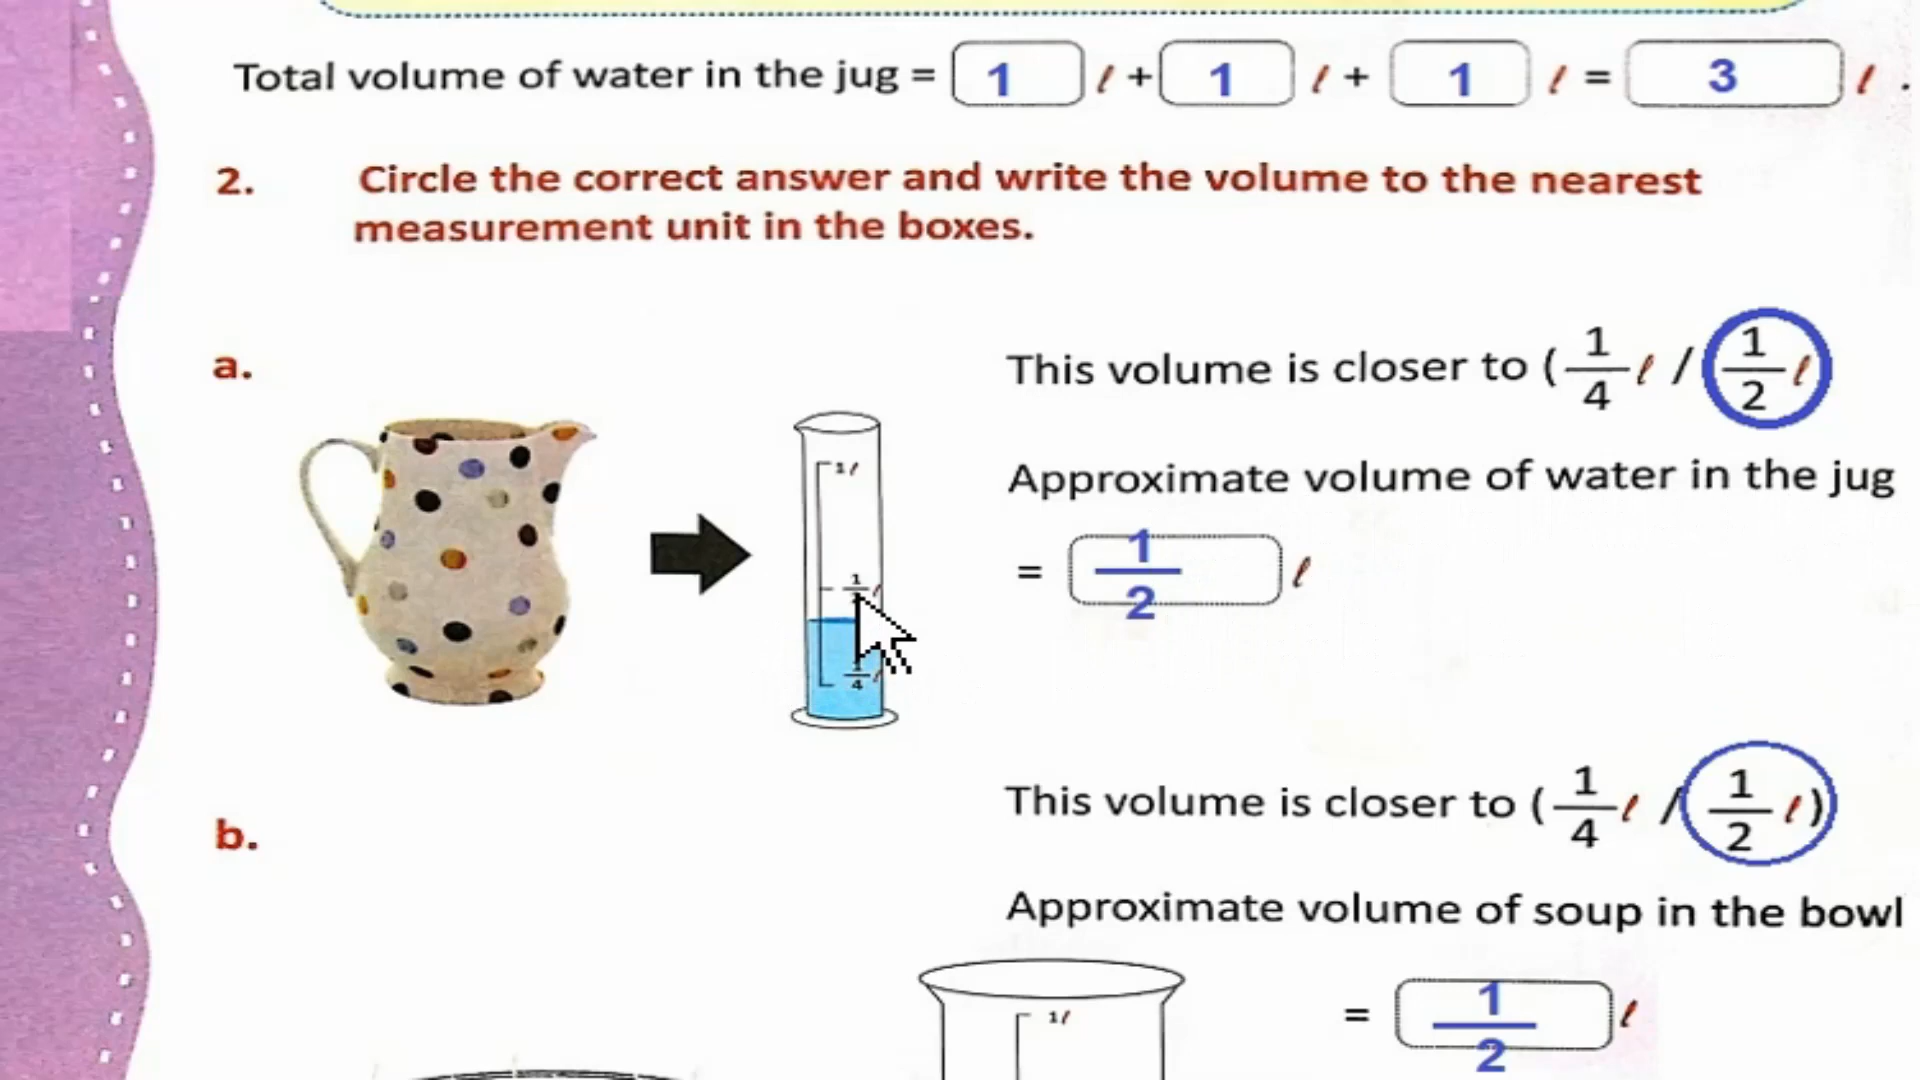 Total volume of water in the jug = 1 l + 1 l + 1 l = 3 l .
2. Circle the correct answer and write the volume to the nearest
measurement unit in the boxes.
a.
This volume is closer to ( 1/4 l / 1/2 l
1 l
Approximate volume of water in the jug
= 1/2 l
1
1/4 l
b.
This volume is closer to ( 1/4 l / 1/2 l )
Approximate volume of soup in the bowl
1 l
= 1/2 l